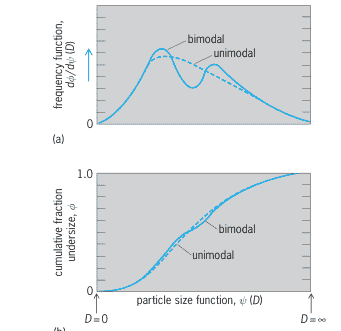 frequency function,
dϕ/dψ (D)
bimodal
unimodal
0
(a)
cumulative fraction
undersize, ϕ
1.0
bimodal
unimodal
0
particle size function, ψ (D)
D=0
D=∞